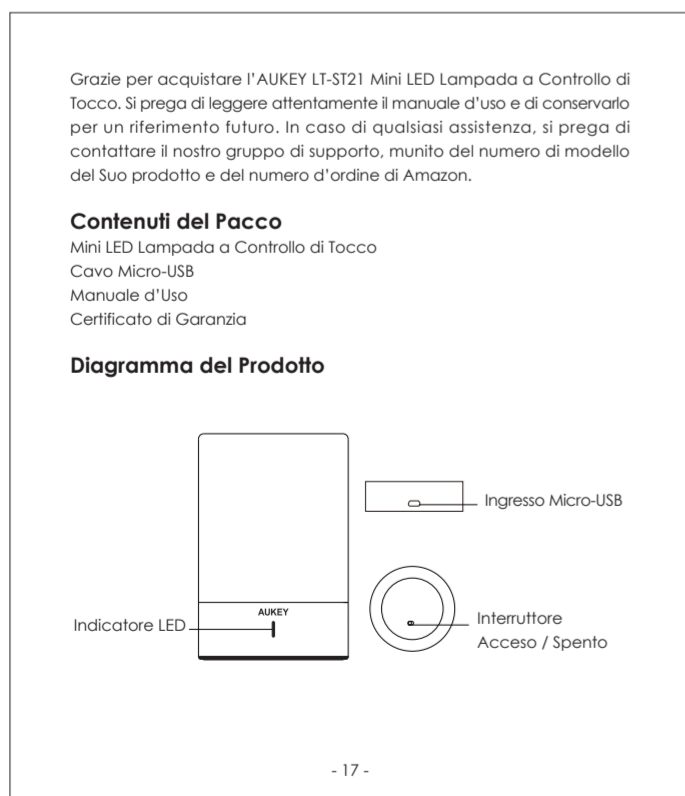 Grazie per acquistare l’AUKEY LT-ST21 Mini LED Lampada a Controllo di
Tocco. Si prega di leggere attentamente il manuale d’uso e di conservarlo
per un riferimento futuro. In caso di qualsiasi assistenza, si prega di
contattare il nostro gruppo di supporto, munito del numero di modello
del Suo prodotto e del numero d’ordine di Amazon.
Contenuti del Pacco
Mini LED Lampada a Controllo di Tocco
Cavo Micro-USB
Manuale d’Uso
Certificato di Garanzia
Diagramma del Prodotto
Ingresso Micro-USB
AUKEY
Indicatore LED
Interruttore
Acceso / Spento
- 17 -